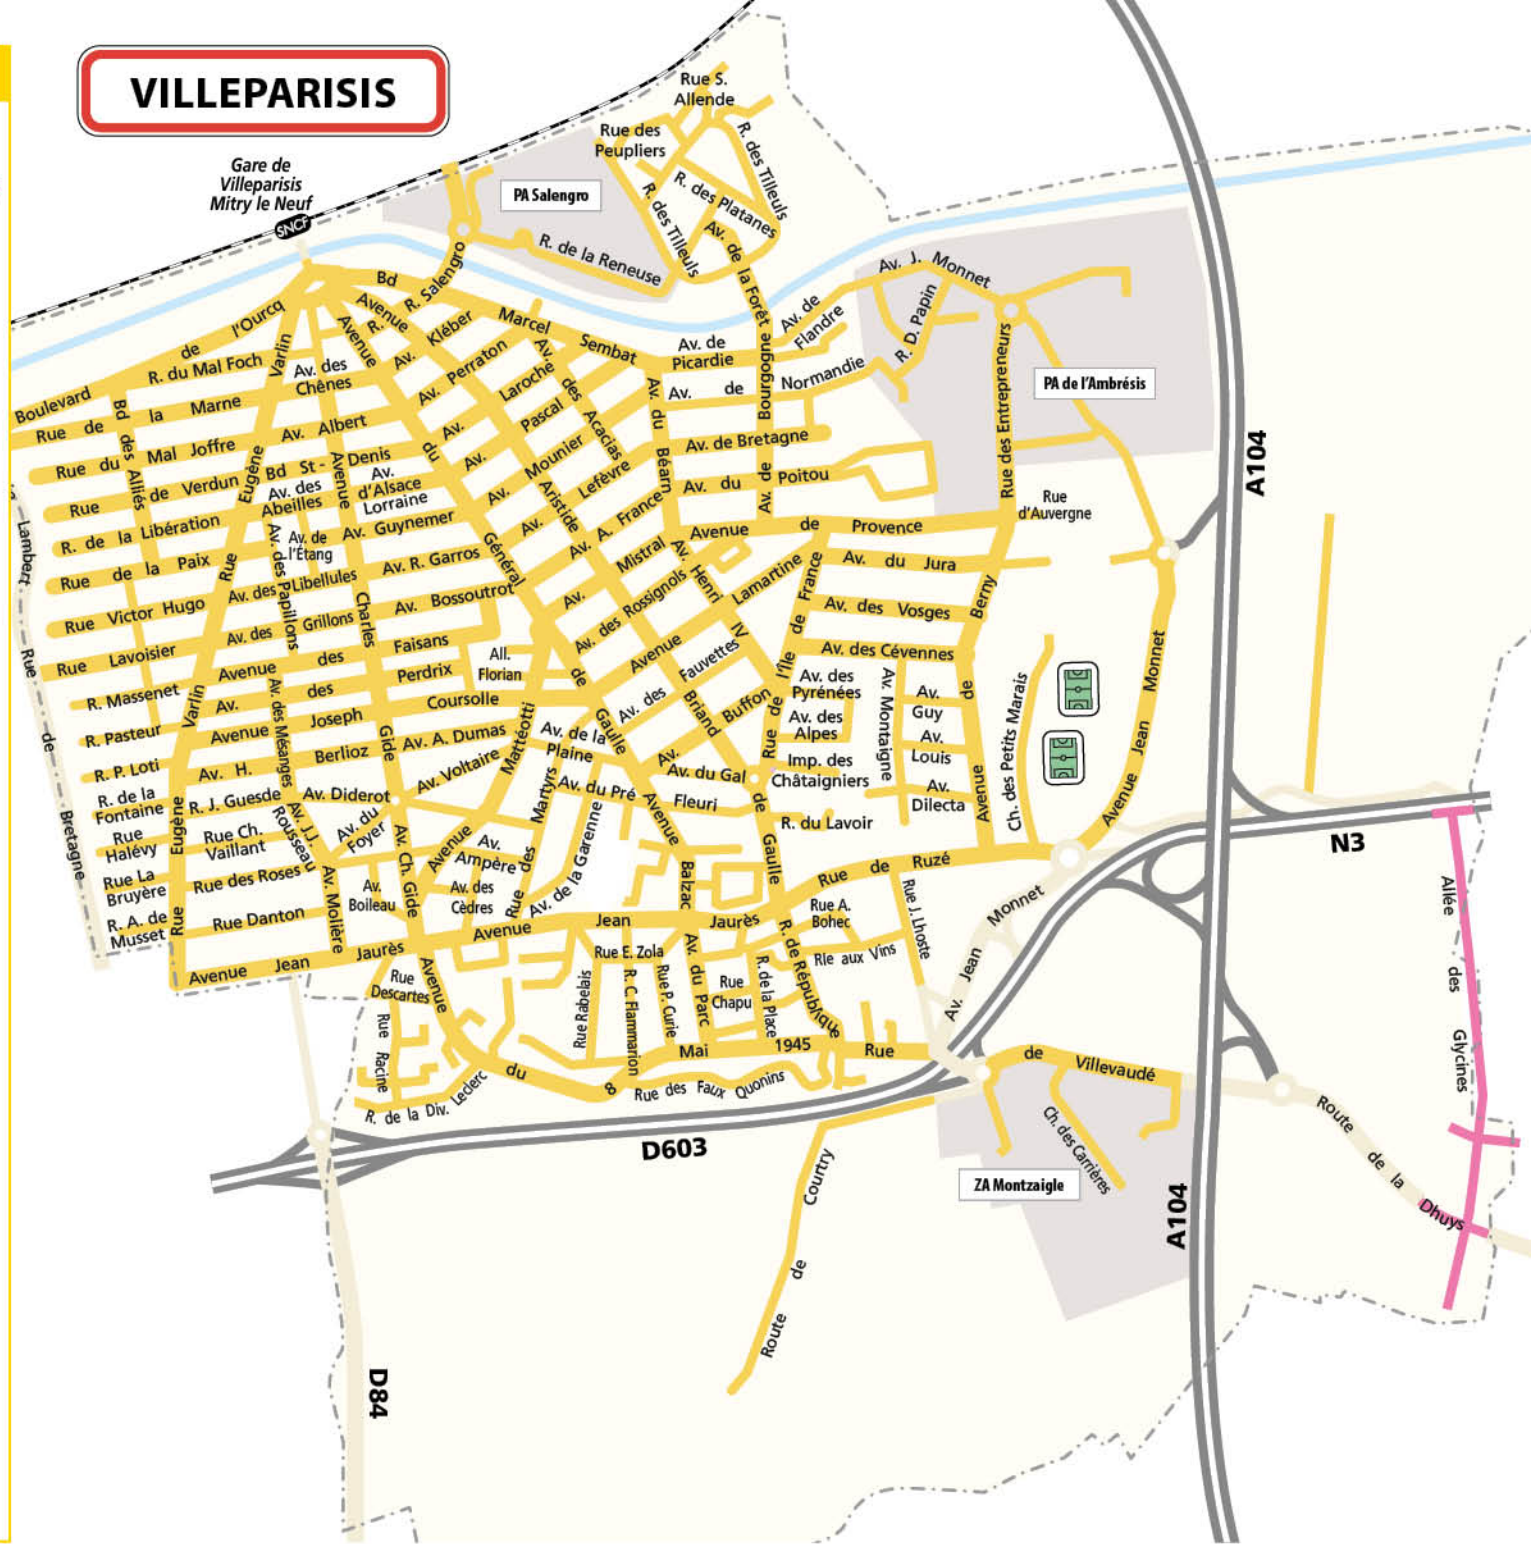 VILLEPARISIS
Gare de
Villeparisis
Mitry le Neuf
SNCF
PA Salengro
Rue S.
Allende
Rue des
Peupliers
R. des Tilleuls
R. des Platanes
R. des Tilleuls
R. de la Reneuse
Av. de la Forêt
Bd Marcel Sembat
R. Salengro
Avenue
R.
Avenue du Général de Gaulle
Av. Kléber
Av. Perraton
Av. Laroche
Av. Pascal
Av. Mounier
Av. Lefèvre
Av. A. France
Av. Mistral
Av. des Rossignols
Avenue Lamartine
Av. des Fauvettes
Av. Buffon
Av. des Acacias
Aristide Briand
Av. du Béarn
Av. Henri IV
Av. de
Picardie
Av. de Normandie
Av. de Bretagne
Av. du Poitou
Av. de Bourgogne
Av. de
Flandre
Av. J. Monnet
R. D. Papin
Rue des Entrepreneurs
PA de l'Ambrésis
Rue
d'Auvergne
Avenue de Provence
Av. du Jura
Av. des Vosges
Av. des Cévennes
Rue de l'Île de France
Av. des
Pyrénées
Av. des
Alpes
Imp. des
Châtaigniers
Av. Montaigne
Av.
Guy
Av.
Louis
Av.
Dilecta
Avenue de Berny
Ch. des Petits Marais
Avenue Jean Monnet
R. du Lavoir
Rue de Ruzé
Av. du Gal de Gaulle
Boulevard de l'Ourcq
R. du Mal Foch
Rue de la Marne
Rue du Mal Joffre
Rue de Verdun
R. de la Libération
Rue de la Paix
Rue Victor Hugo
Rue Lavoisier
R. Massenet
R. Pasteur
R. P. Loti
R. de la
Fontaine
Rue
Halévy
Rue La
Bruyère
R. A. de
Musset
Bd des Alliés
Rue Eugène Varlin
Rue Eugène Varlin
Lambert
Rue de Bretagne
Av. des
Chênes
Av. Albert
Bd St-Denis
Av.
d'Alsace
Lorraine
Av. des
Abeilles
Av. de
l'Étang
Av. Guynemer
Av. R. Garros
Av. des Libellules
Av. des Papillons
Av. Bossoutrot
Av. des Grillons
Avenue des Faisans
Av. des Perdrix
All.
Florian
Avenue Joseph Coursolle
Av. des Mésanges
Av. H. Berlioz
Av. A. Dumas
Av. Voltaire
Avenue Charles Gide
R. J. Guesde
Av. Diderot
Av. J.J.
Rousseau
Av. du
Foyer
Rue Ch.
Vaillant
Rue des Roses
Rue Danton
Av. Molière
Av.
Boileau
Av. Ch. Gide
Avenue Matteotti
Av.
Ampère
Av. des
Cèdres
Rue des Martyrs
Av. de la
Plaine
Av. du Pré
Fleuri
Av. de la Garenne
Avenue Balzac
Avenue Jean Jaurès
Avenue Jean Jaurès
Rue A.
Bohec
Rue J. Lhoste
Rle aux Vins
R. de République
Rue E. Zola
Rue Rabelais
R. C. Flammarion
Rue P. Curie
Av. du Parc
Rue
Chapu
R. de la Place
Rue
Descartes
Rue Racine
R. de la Div. Leclerc
Avenue du 8 Mai 1945
Rue des Faux Quonins
Rue de Villevaudé
Av. Jean Monnet
Ch. des Carrières
ZA Montzaigle
Route de Courtry
Route de la Dhuys
Allée des Glycines
A104
A104
N3
D603
D84